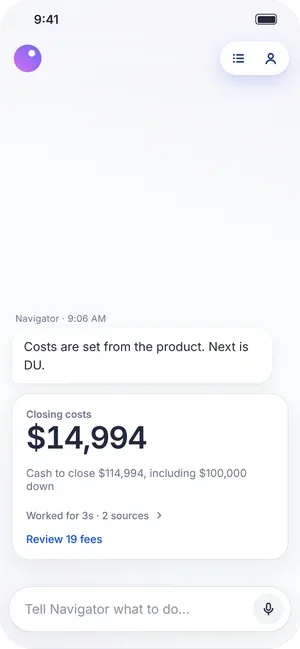 9:41
Navigator · 9:06 AM
Costs are set from the product. Next is
DU.
Closing costs
$14,994
Cash to close $114,994, including $100,000
down
Worked for 3s · 2 sources >
Review 19 fees
Tell Navigator what to do...